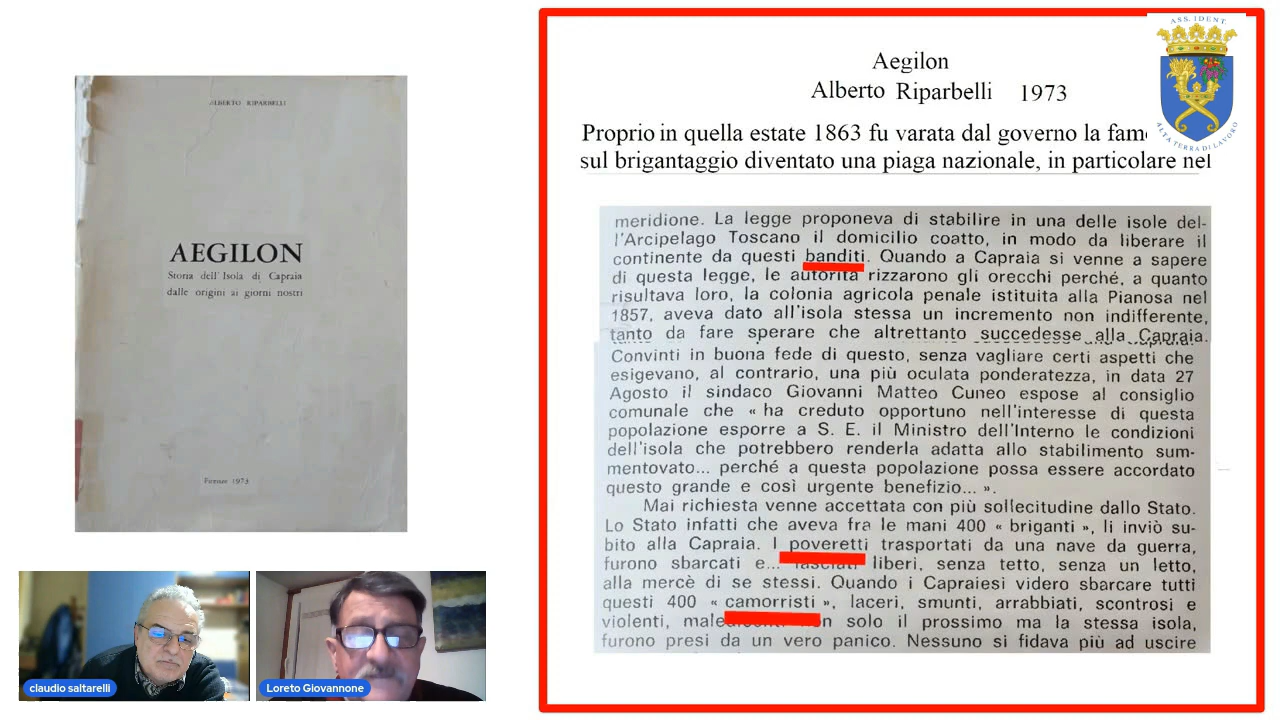 ALBERTO RIPARBELLI
AEGILON
Storia dell'Isola di Capraia
dalle origini ai giorni nostri
Firenze 1973
claudio saltarelli
Loreto Giovannone
ASS. IDENT.
ALTA TERRA DI LAVORO
Aegilon
Alberto Riparbelli 1973
Proprio in quella estate 1863 fu varata dal governo la fam
sul brigantaggio diventato una piaga nazionale, in particolare nel
meridione. La legge proponeva di stabilire in una delle isole del-
l'Arcipelago Toscano il domicilio coatto, in modo da liberare il
continente da questi banditi. Quando a Capraia si venne a sapere
di questa legge, le autorità rizzarono gli orecchi perché, a quanto
risultava loro, la colonia agricola penale istituita alla Pianosa nel
1857, aveva dato all'isola stessa un incremento non indifferente,
tanto da fare sperare che altrettanto succedesse alla Capraia.
Convinti in buona fede di questo, senza vagliare certi aspetti che
esigevano, al contrario, una più oculata ponderatezza, in data 27
Agosto il sindaco Giovanni Matteo Cuneo espose al consiglio
comunale che « ha creduto opportuno nell'interesse di questa
popolazione esporre a S. E. il Ministro dell'Interno le condizioni
dell'isola che potrebbero renderla adatta allo stabilimento sum-
mentovato... perché a questa popolazione possa essere accordato
questo grande e così urgente benefizio... ».
Mai richiesta venne accettata con più sollecitudine dallo Stato.
Lo Stato infatti che aveva fra le mani 400 « briganti », li inviò su-
bito alla Capraia. I poveretti trasportati da una nave da guerra,
furono sbarcati e... lasciati liberi, senza tetto, senza un letto,
alla mercè di se stessi. Quando i Capraiesi videro sbarcare tutti
questi 400 « camorristi », laceri, smunti, arrabbiati, scontrosi e
violenti, solo il prossimo ma la stessa isola,
furono presi da un vero panico. Nessuno si fidava più ad uscire